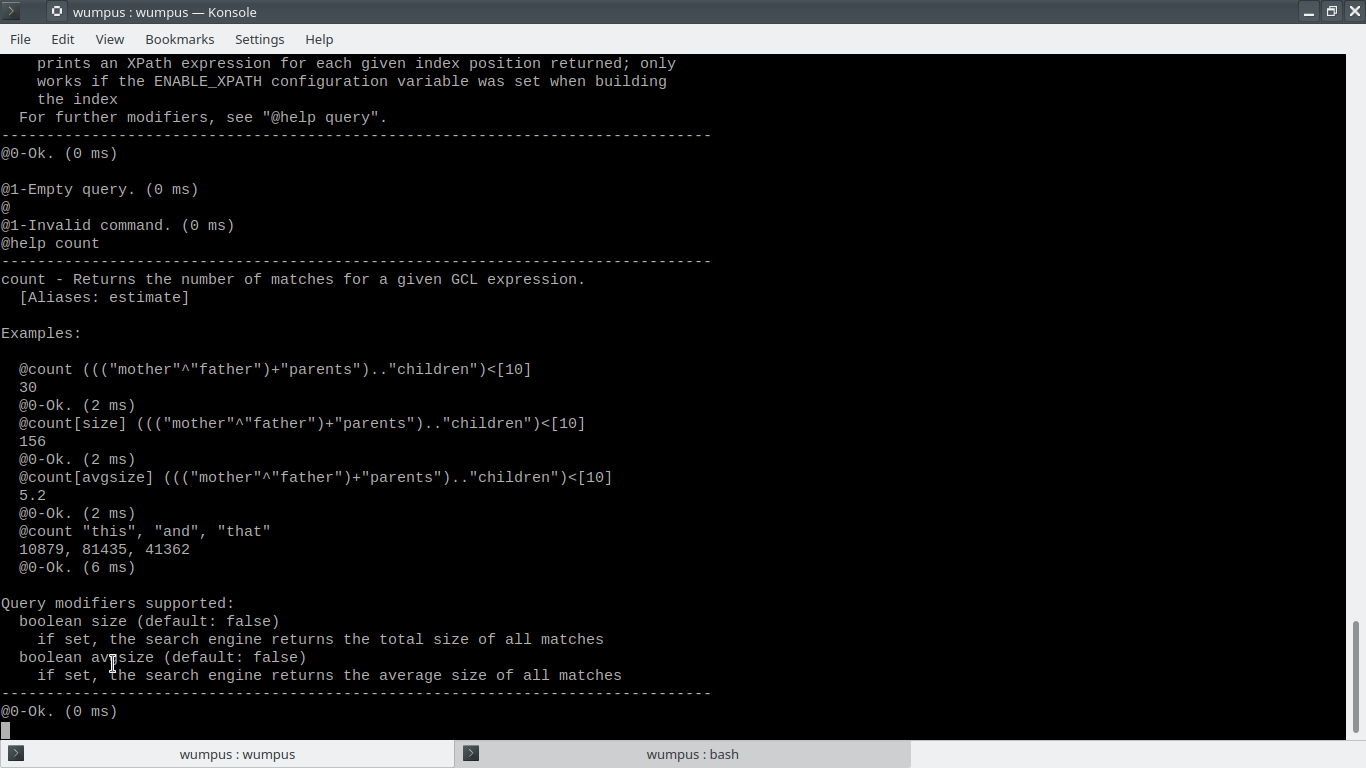 wumpus : wumpus — Konsole
File Edit View Bookmarks Settings Help
    prints an XPath expression for each given index position returned; only
    works if the ENABLE_XPATH configuration variable was set when building
    the index
  For further modifiers, see "@help query".
-------------------------------------------------------------------------------
@0-Ok. (0 ms)

@1-Empty query. (0 ms)
@
@1-Invalid command. (0 ms)
@help count
-------------------------------------------------------------------------------
count - Returns the number of matches for a given GCL expression.
  [Aliases: estimate]

Examples:

  @count ((("mother"^"father")+"parents").."children")<[10]
  30
  @0-Ok. (2 ms)
  @count[size] ((("mother"^"father")+"parents").."children")<[10]
  156
  @0-Ok. (2 ms)
  @count[avgsize] ((("mother"^"father")+"parents").."children")<[10]
  5.2
  @0-Ok. (2 ms)
  @count "this", "and", "that"
  10879, 81435, 41362
  @0-Ok. (6 ms)

Query modifiers supported:
  boolean size (default: false)
    if set, the search engine returns the total size of all matches
  boolean avgsize (default: false)
    if set, the search engine returns the average size of all matches
-------------------------------------------------------------------------------
@0-Ok. (0 ms)
wumpus : wumpus
wumpus : bash